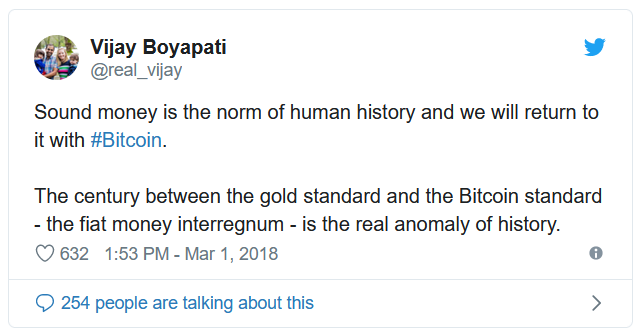 Vijay Boyapati
@real_vijay
Sound money is the norm of human history and we will return to
it with #Bitcoin.
The century between the gold standard and the Bitcoin standard
- the fiat money interregnum - is the real anomaly of history.
632 1:53 PM - Mar 1, 2018
254 people are talking about this